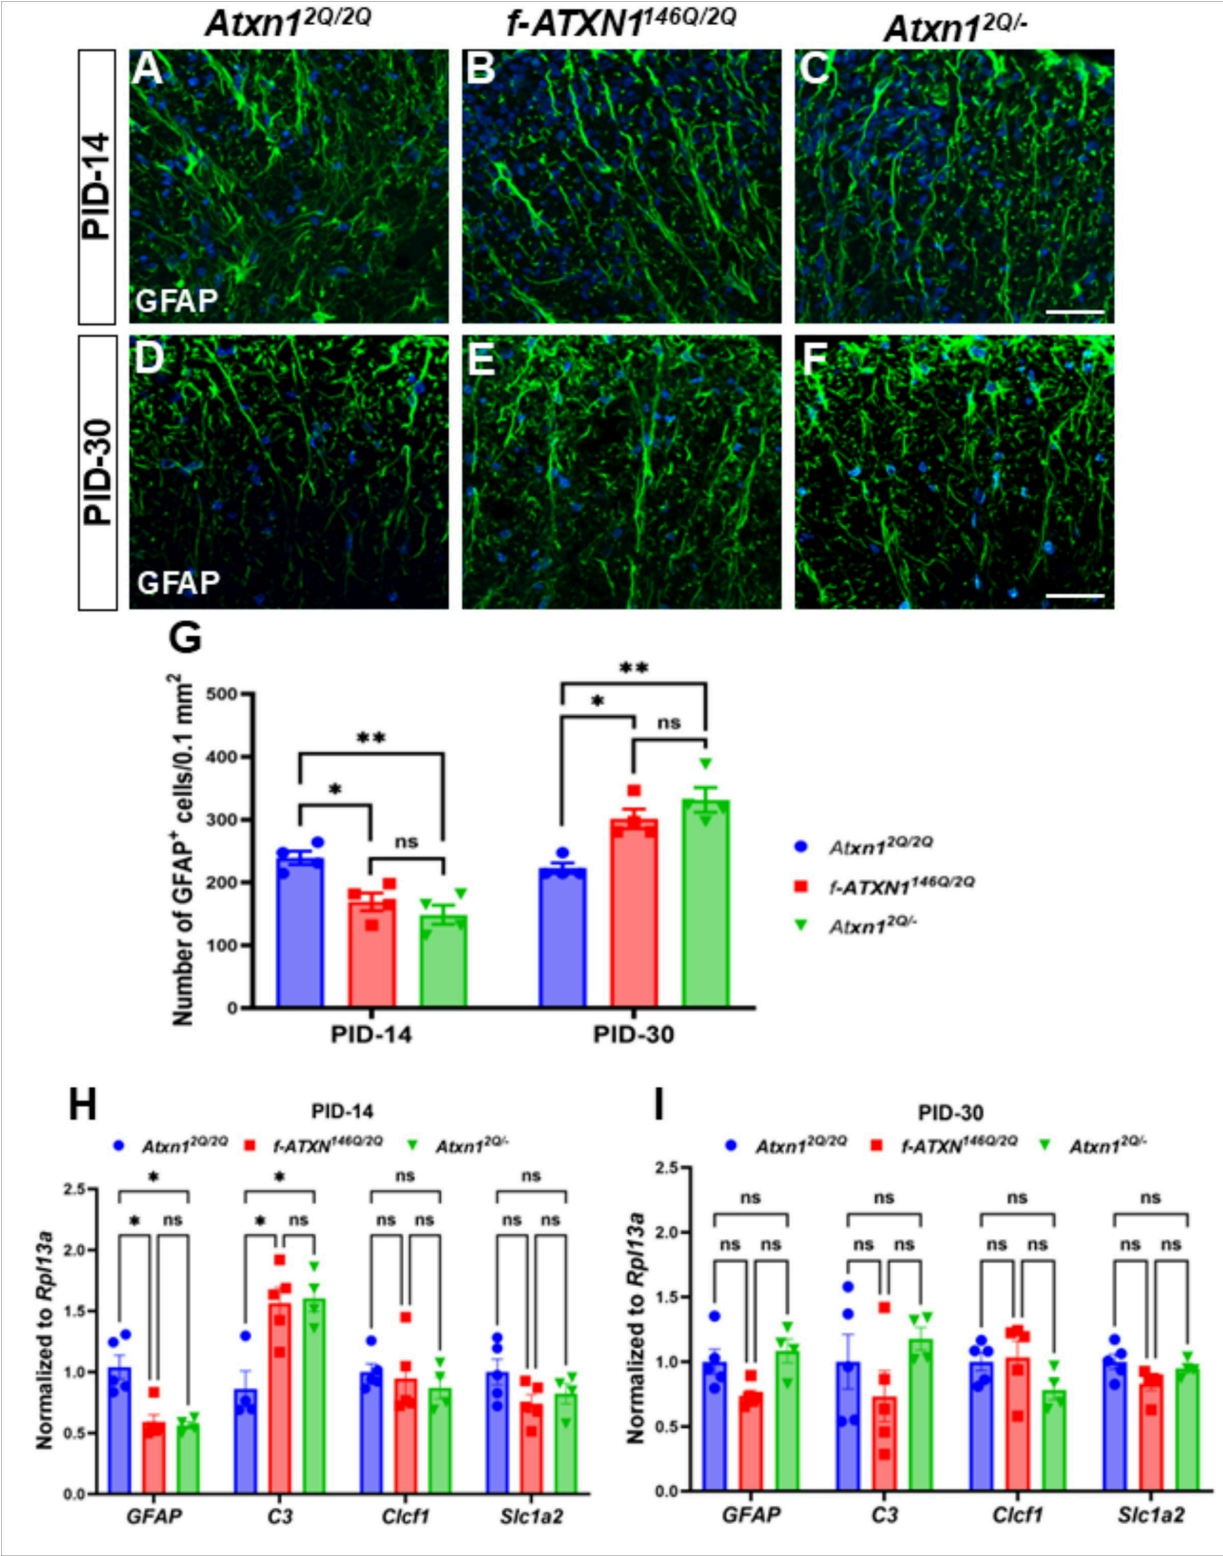 Atxn1^2Q/2Q f-ATXN1^146Q/2Q Atxn1^2Q/-
PID-14
A B C
GFAP
PID-30
D E F
GFAP
G
Number of GFAP+ cells/0.1 mm2
500
400
300
200
100
0
**
*
ns
**
*
ns
PID-14 PID-30
Atxn1^2Q/2Q
f-ATXN1^146Q/2Q
Atxn1^2Q/-
H
PID-14
Atxn1^2Q/2Q f-ATXN^146Q/2Q Atxn1^2Q/-
Normalized to Rpl13a
2.5
2.0
1.5
1.0
0.5
0.0
* * ns ns
* ns * ns ns ns ns ns
GFAP C3 Clcf1 Slc1a2
I
PID-30
Atxn1^2Q/2Q f-ATXN^146Q/2Q Atxn1^2Q/-
Normalized to Rpl13a
2.5
2.0
1.5
1.0
0.5
0.0
ns ns ns ns
ns ns ns ns ns ns ns ns
GFAP C3 Clcf1 Slc1a2